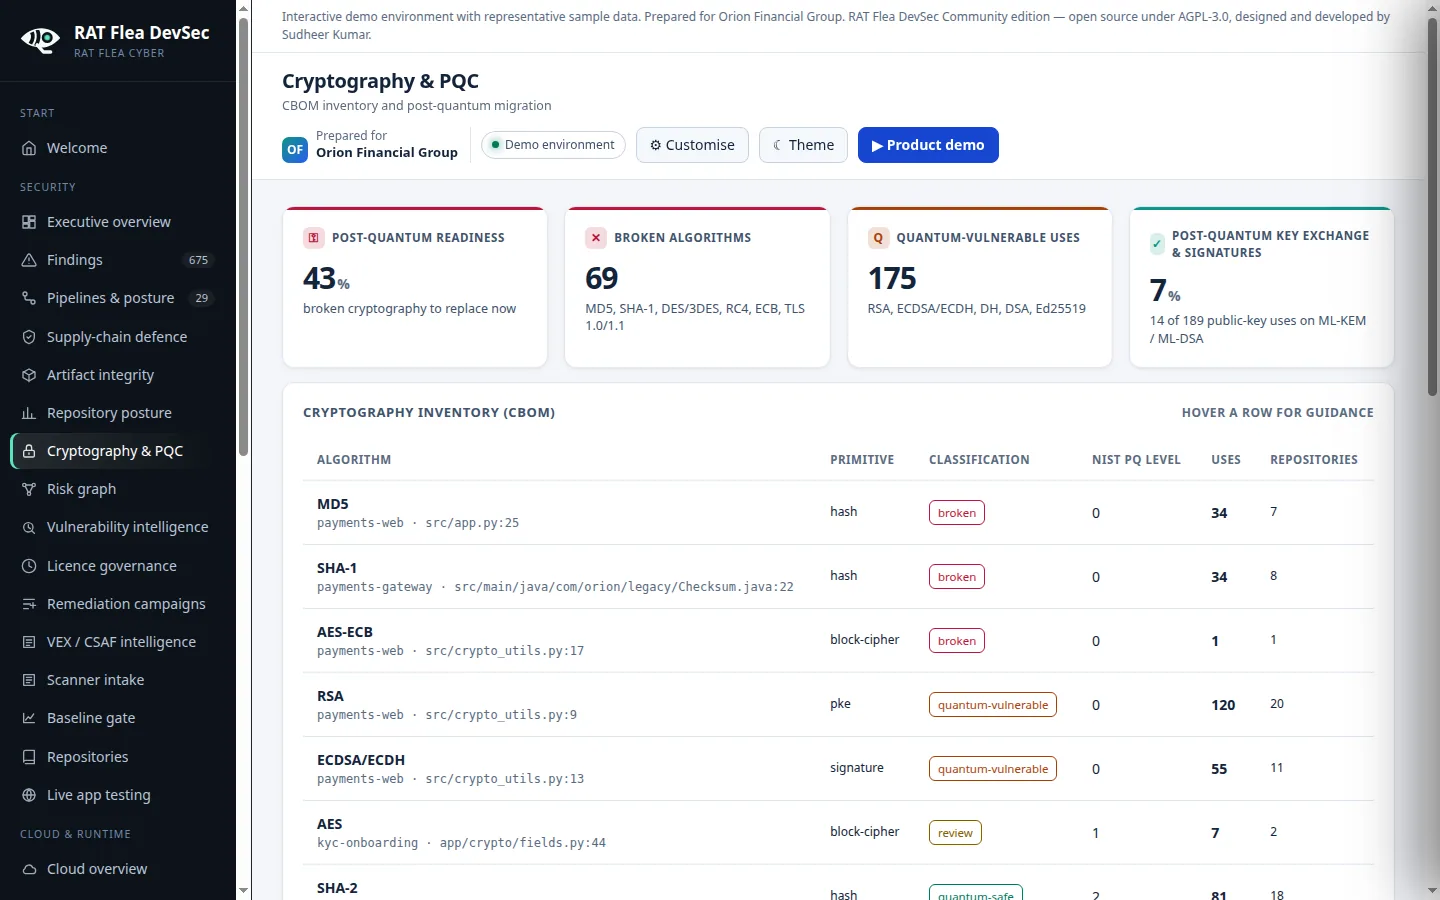 RAT Flea DevSec
RAT FLEA CYBER
START
Welcome
SECURITY
Executive overview
Findings 675
Pipelines & posture 29
Supply-chain defence
Artifact integrity
Repository posture
Cryptography & PQC
Risk graph
Vulnerability intelligence
Licence governance
Remediation campaigns
VEX / CSAF intelligence
Scanner intake
Baseline gate
Repositories
Live app testing
CLOUD & RUNTIME
Cloud overview
Interactive demo environment with representative sample data. Prepared for Orion Financial Group. RAT Flea DevSec Community edition — open source under AGPL-3.0, designed and developed by
Sudheer Kumar.
Cryptography & PQC
CBOM inventory and post-quantum migration
OF
Prepared for
Orion Financial Group
Demo environment
⚙ Customise
☾ Theme
▶ Product demo
POST-QUANTUM READINESS
43%
broken cryptography to replace now
✕ BROKEN ALGORITHMS
69
MD5, SHA-1, DES/3DES, RC4, ECB, TLS
1.0/1.1
Q QUANTUM-VULNERABLE USES
175
RSA, ECDSA/ECDH, DH, DSA, Ed25519
✓ POST-QUANTUM KEY EXCHANGE
& SIGNATURES
7%
14 of 189 public-key uses on ML-KEM
/ ML-DSA
CRYPTOGRAPHY INVENTORY (CBOM)
HOVER A ROW FOR GUIDANCE
ALGORITHM PRIMITIVE CLASSIFICATION NIST PQ LEVEL USES REPOSITORIES
MD5
payments-web · src/app.py:25
hash broken 0 34 7
SHA-1
payments-gateway · src/main/java/com/orion/legacy/Checksum.java:22
hash broken 0 34 8
AES-ECB
payments-web · src/crypto_utils.py:17
block-cipher broken 0 1 1
RSA
payments-web · src/crypto_utils.py:9
pke quantum-vulnerable 0 120 20
ECDSA/ECDH
payments-web · src/crypto_utils.py:13
signature quantum-vulnerable 0 55 11
AES
kyc-onboarding · app/crypto/fields.py:44
block-cipher review 1 7 2
SHA-2
hash quantum-safe 2 81 18